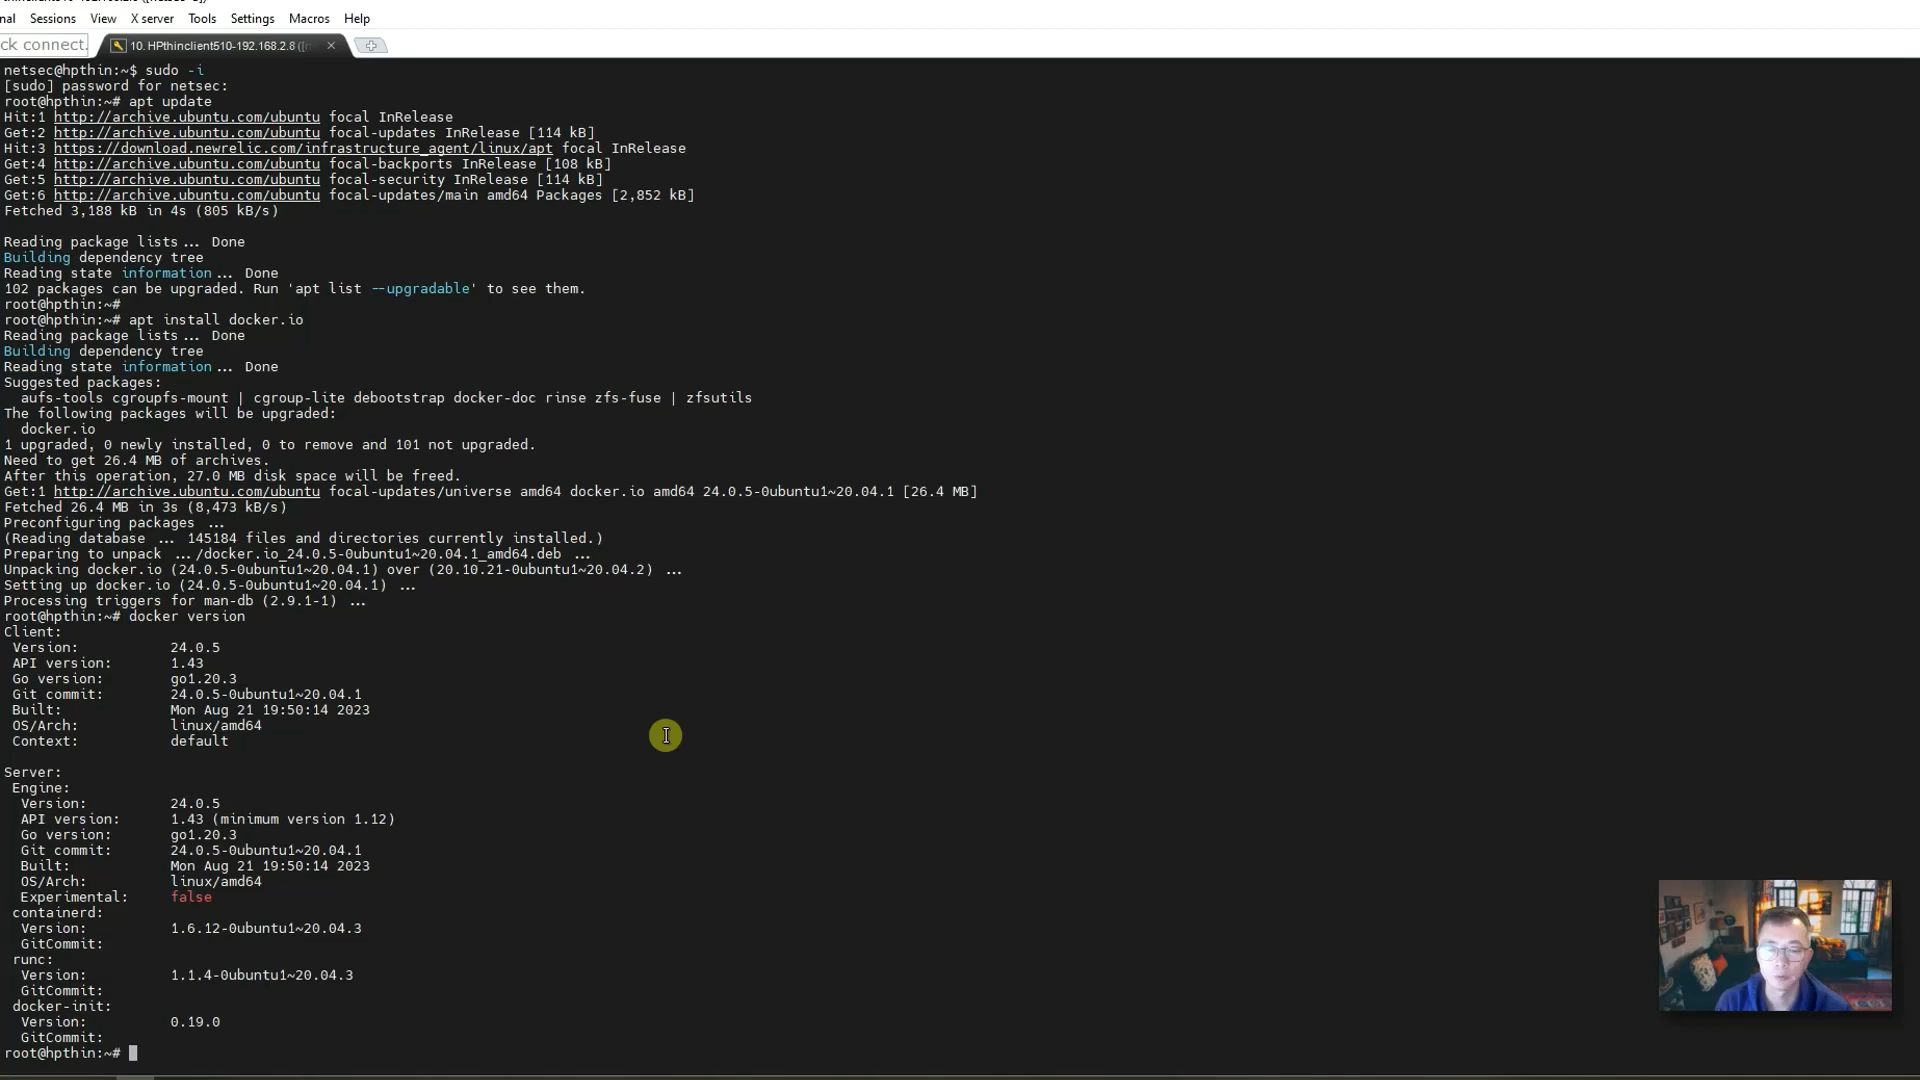 nal Sessions View X server Tools Settings Macros Help
ck connect.
10. HPthinclient510-192.168.2.8 ([
netsec@hpthin:~$ sudo -i
[sudo] password for netsec:
root@hpthin:~# apt update
Hit:1 http://archive.ubuntu.com/ubuntu focal InRelease
Get:2 http://archive.ubuntu.com/ubuntu focal-updates InRelease [114 kB]
Hit:3 https://download.newrelic.com/infrastructure_agent/linux/apt focal InRelease
Get:4 http://archive.ubuntu.com/ubuntu focal-backports InRelease [108 kB]
Get:5 http://archive.ubuntu.com/ubuntu focal-security InRelease [114 kB]
Get:6 http://archive.ubuntu.com/ubuntu focal-updates/main amd64 Packages [2,852 kB]
Fetched 3,188 kB in 4s (805 kB/s)
Reading package lists... Done
Building dependency tree
Reading state information... Done
102 packages can be upgraded. Run 'apt list --upgradable' to see them.
root@hpthin:~#
root@hpthin:~# apt install docker.io
Reading package lists... Done
Building dependency tree
Reading state information... Done
Suggested packages:
aufs-tools cgroupfs-mount | cgroup-lite debootstrap docker-doc rinse zfs-fuse | zfsutils
The following packages will be upgraded:
docker.io
1 upgraded, 0 newly installed, 0 to remove and 101 not upgraded.
Need to get 26.4 MB of archives.
After this operation, 27.0 MB disk space will be freed.
Get:1 http://archive.ubuntu.com/ubuntu focal-updates/universe amd64 docker.io amd64 24.0.5-0ubuntu1~20.04.1 [26.4 MB]
Fetched 26.4 MB in 3s (8,473 kB/s)
Preconfiguring packages ...
(Reading database ... 145184 files and directories currently installed.)
Preparing to unpack .../docker.io_24.0.5-0ubuntu1~20.04.1_amd64.deb ...
Unpacking docker.io (24.0.5-0ubuntu1~20.04.1) over (20.10.21-0ubuntu1~20.04.2) ...
Setting up docker.io (24.0.5-0ubuntu1~20.04.1) ...
Processing triggers for man-db (2.9.1-1) ...
root@hpthin:~# docker version
Client:
Version: 24.0.5
API version: 1.43
Go version: go1.20.3
Git commit: 24.0.5-0ubuntu1~20.04.1
Built: Mon Aug 21 19:50:14 2023
OS/Arch: linux/amd64
Context: default
Server:
Engine:
Version: 24.0.5
API version: 1.43 (minimum version 1.12)
Go version: go1.20.3
Git commit: 24.0.5-0ubuntu1~20.04.1
Built: Mon Aug 21 19:50:14 2023
OS/Arch: linux/amd64
Experimental: false
containerd:
Version: 1.6.12-0ubuntu1~20.04.3
GitCommit:
runc:
Version: 1.1.4-0ubuntu1~20.04.3
GitCommit:
docker-init:
Version: 0.19.0
GitCommit:
root@hpthin:~#